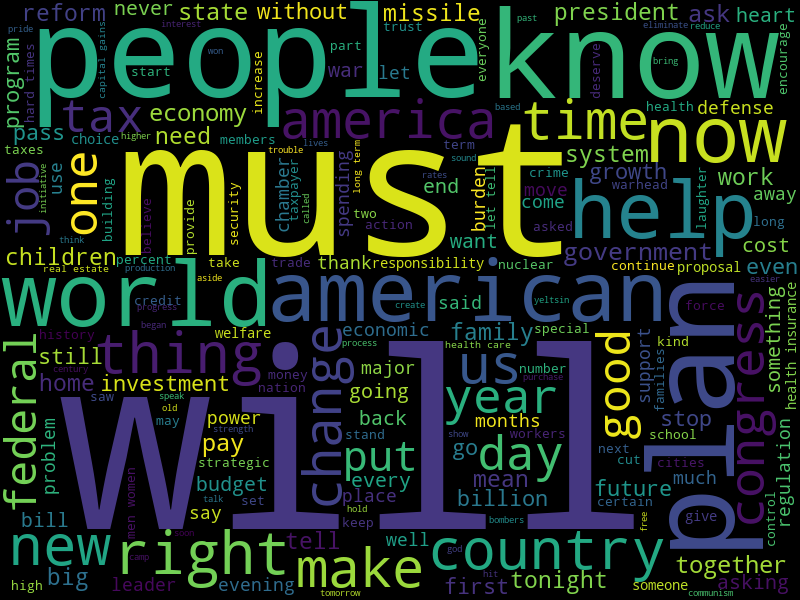 reform never state without missile president ask heart
program hard times start people part trust let war everyone increase know past pride interest won capital gains eliminate reduce bring deserve encourage
tax economy america time health defense
pass choice higher members need must trouble lives term based now
taxes initiative job use one building believe provide security chamber taxpayer spending long term two action end burden sound rates crime system growth warhead move work away
children percent take trade want let tell called come help asked laughter long
real estate production aside thank responsibility nuclear government continue proposal cost even
world credit progress began american said create yeltsin special force easier
history welfare economic family process health care kind
still thing change major us number purchase good support families plan congress something health insurance
home investment money nation going year months workers stop school
saw speak old may power back
federal problem strength pay stand put go day next cut cities much regulation
strategic every mean certain future
men women budget talk set place billion give control
bill say hold keep bombers free
new camp soon right tell well country together
big leader evening make god hit first tonight someone asking
high tomorrow communism
century show think